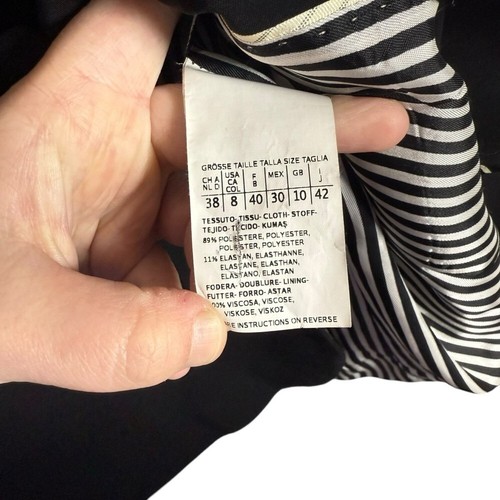 GRÖSSE TAILLE TALLA SIZE TAGLIA
CH A NL D USA CA COL F B MEX GB J
38 8 40 30 10 42
TESSUTO-TISSU-CLOTH-STOFF-
TEJIDO-TECIDO-KUMAŞ
89% POLIESTERE, POLYESTER,
POLIESTER, POLYESTER
11% ELASTAN, ELASTHANNE,
ELASTANE, ELASTHAN,
ELASTANO, ELASTAN
FODERA-DOUBLURE-LINING-
FUTTER-FORRO-ASTAR
100% VISCOSA, VISCOSE,
VISKOSE, VISKOZ
INSTRUCTIONS ON REVERSE